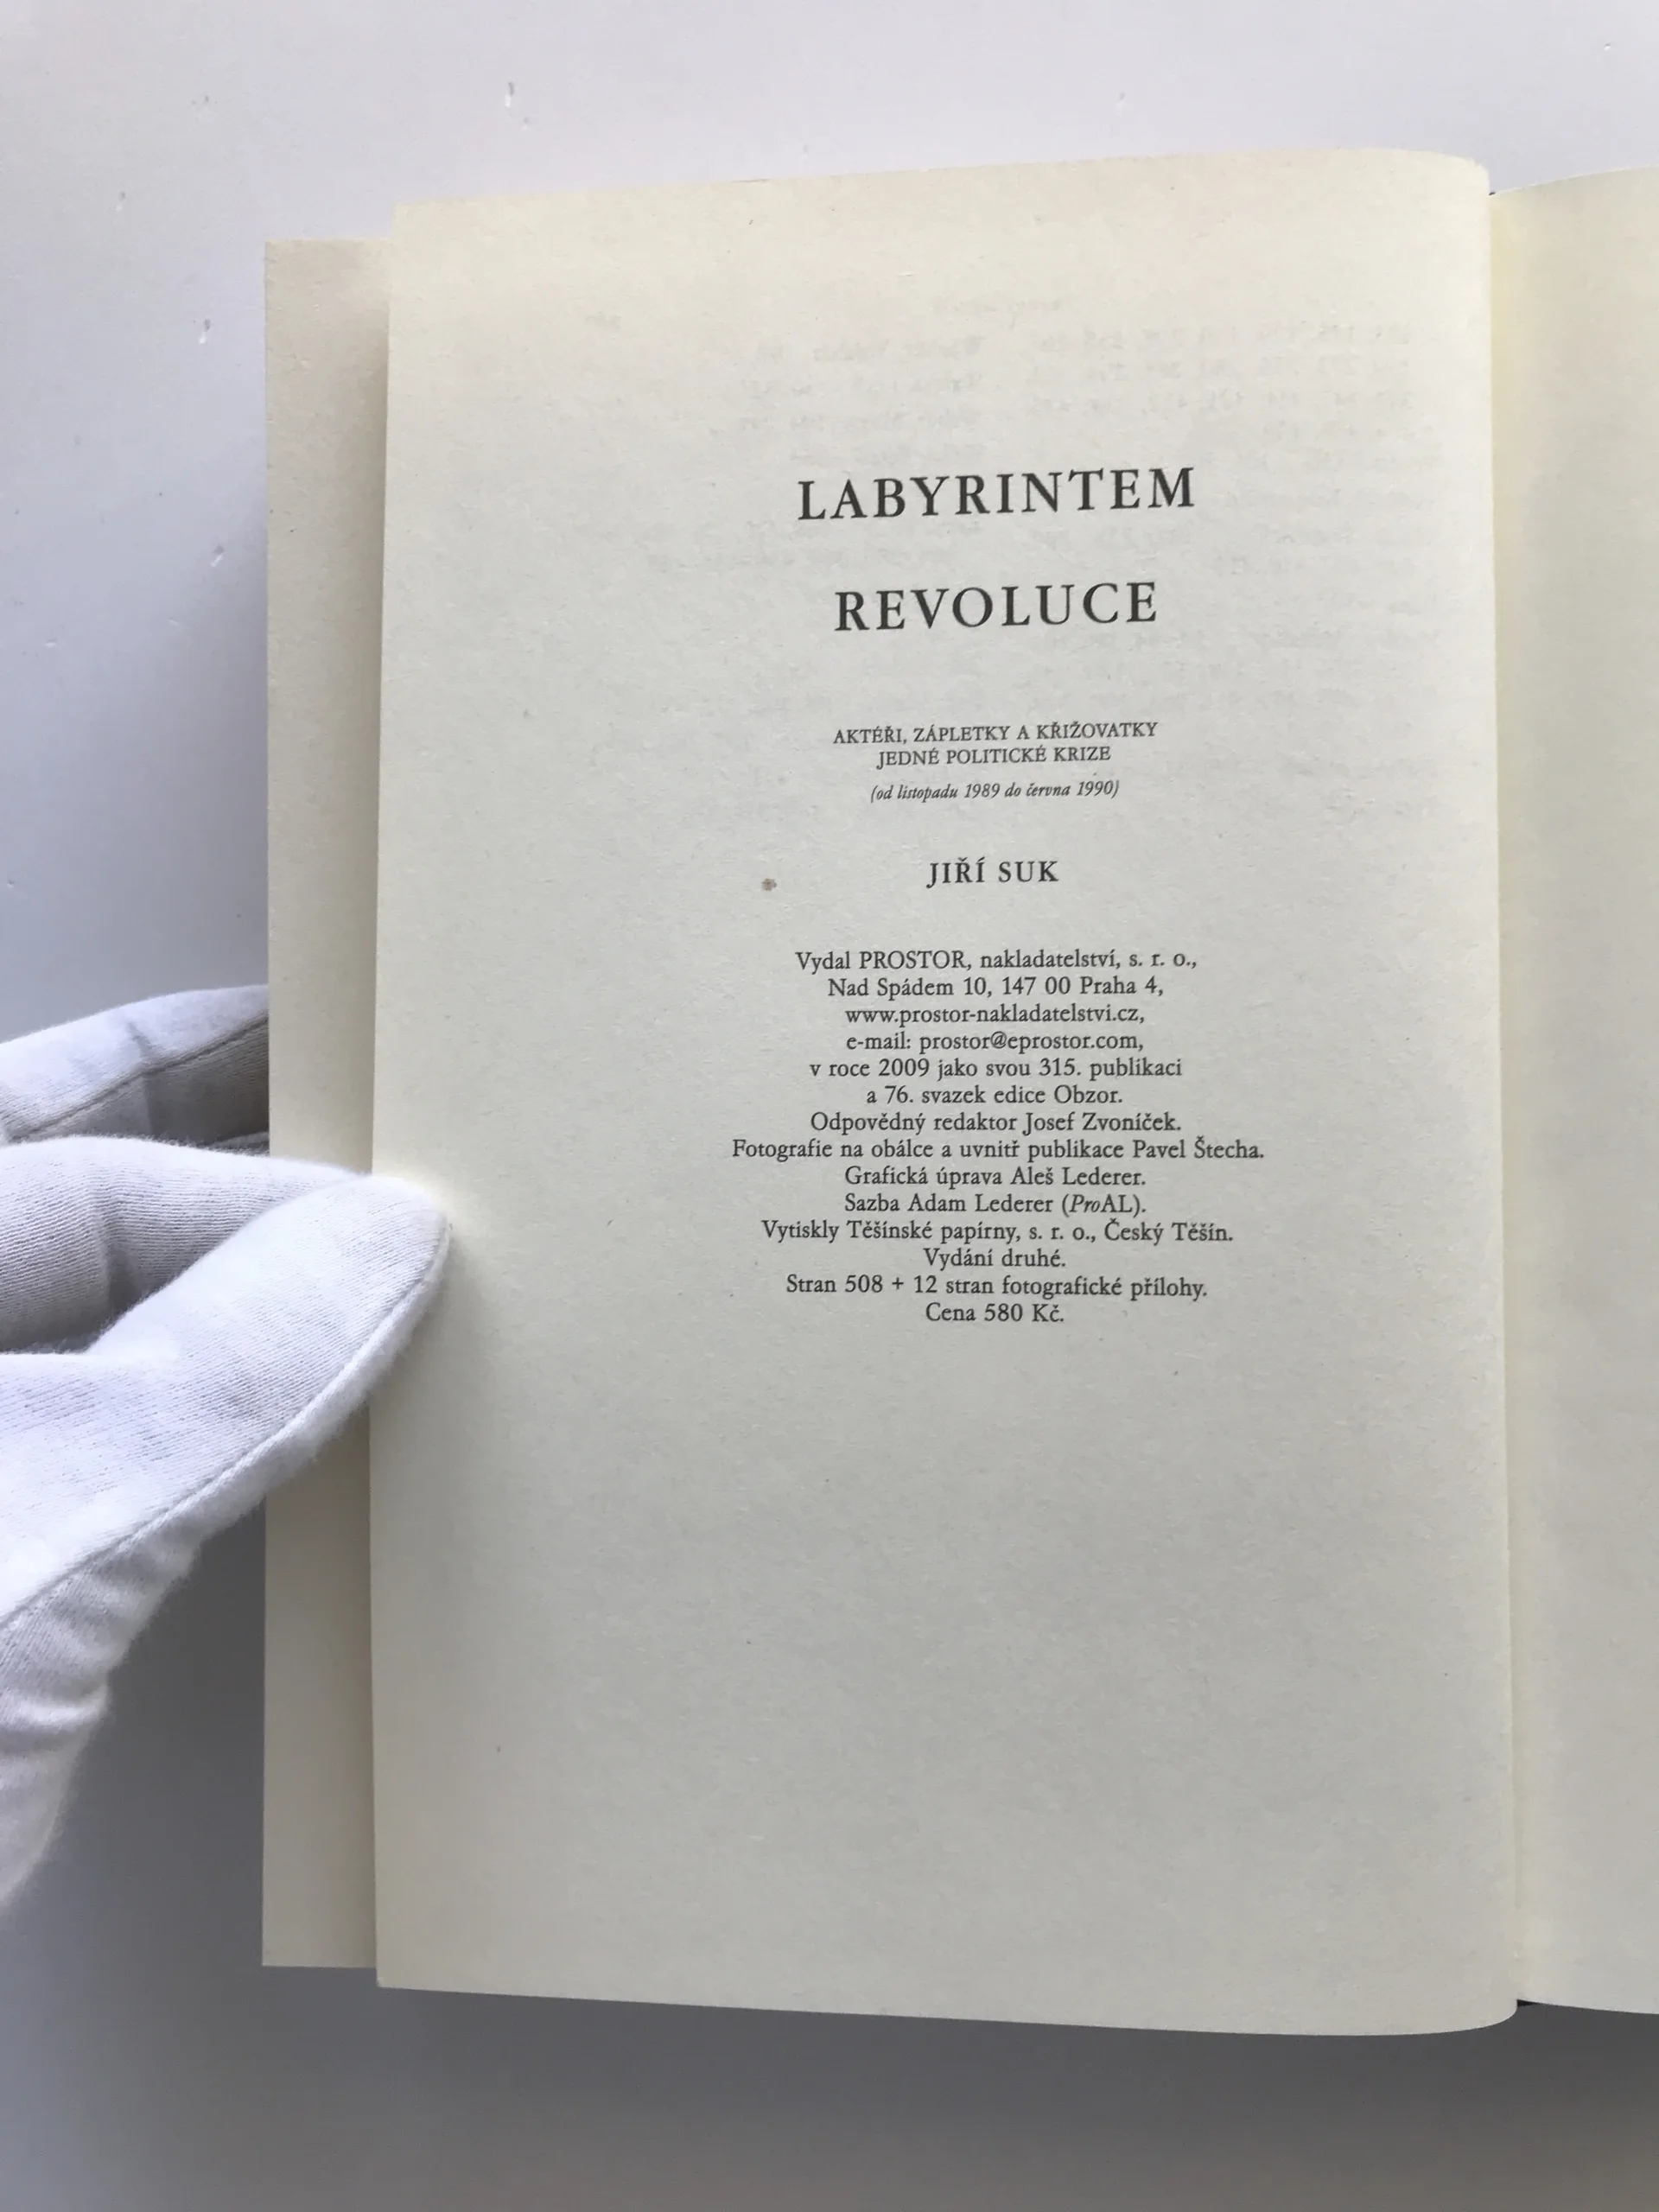 LABYRINTEM
REVOLUCE
AKTÉŘI, ZÁPLETKY A KŘIŽOVATKY
JEDNÉ POLITICKÉ KRIZE
(od listopadu 1989 do června 1990)
JIŘÍ SUK
Vydal PROSTOR, nakladatelství, s. r. o.,
Nad Spádem 10, 147 00 Praha 4,
www.prostor-nakladatelstvi.cz,
e-mail: prostor@eprostor.com,
v roce 2009 jako svou 315. publikaci
a 76. svazek edice Obzor.
Odpovědný redaktor Josef Zvoníček.
Fotografie na obálce a uvnitř publikace Pavel Štecha.
Grafická úprava Aleš Lederer.
Sazba Adam Lederer (ProAL).
Vytiskly Těšínské papírny, s. r. o., Český Těšín.
Vydání druhé.
Stran 508 + 12 stran fotografické přílohy.
Cena 580 Kč.